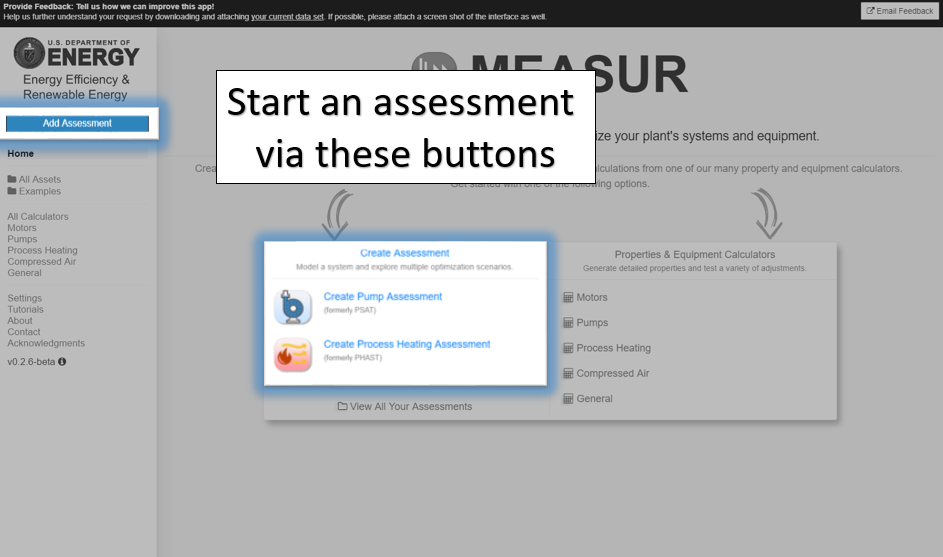 Provide Feedback: Tell us how we can improve this app!
Help us further understand your request by downloading and attaching your current data set. If possible, please attach a screen shot of the interface as well.
Email Feedback
U.S. DEPARTMENT OF
ENERGY
Energy Efficiency &
Renewable Energy
Add Assessment
Home
All Assets
Examples
All Calculators
Motors
Pumps
Process Heating
Compressed Air
General
Settings
Tutorials
About
Contact
Acknowledgments
v0.2.6-beta
MEASUR
Start an assessment
via these buttons
your plant's systems and equipment.
calculations from one of our many property and equipment calculators.
Get started with one of the following options.
Create Assessment
Model a system and explore multiple optimization scenarios.
Create Pump Assessment
(formerly PSAT)
Create Process Heating Assessment
(formerly PHAST)
View All Your Assessments
Properties & Equipment Calculators
Generate detailed properties and test a variety of adjustments.
Motors
Pumps
Process Heating
Compressed Air
General